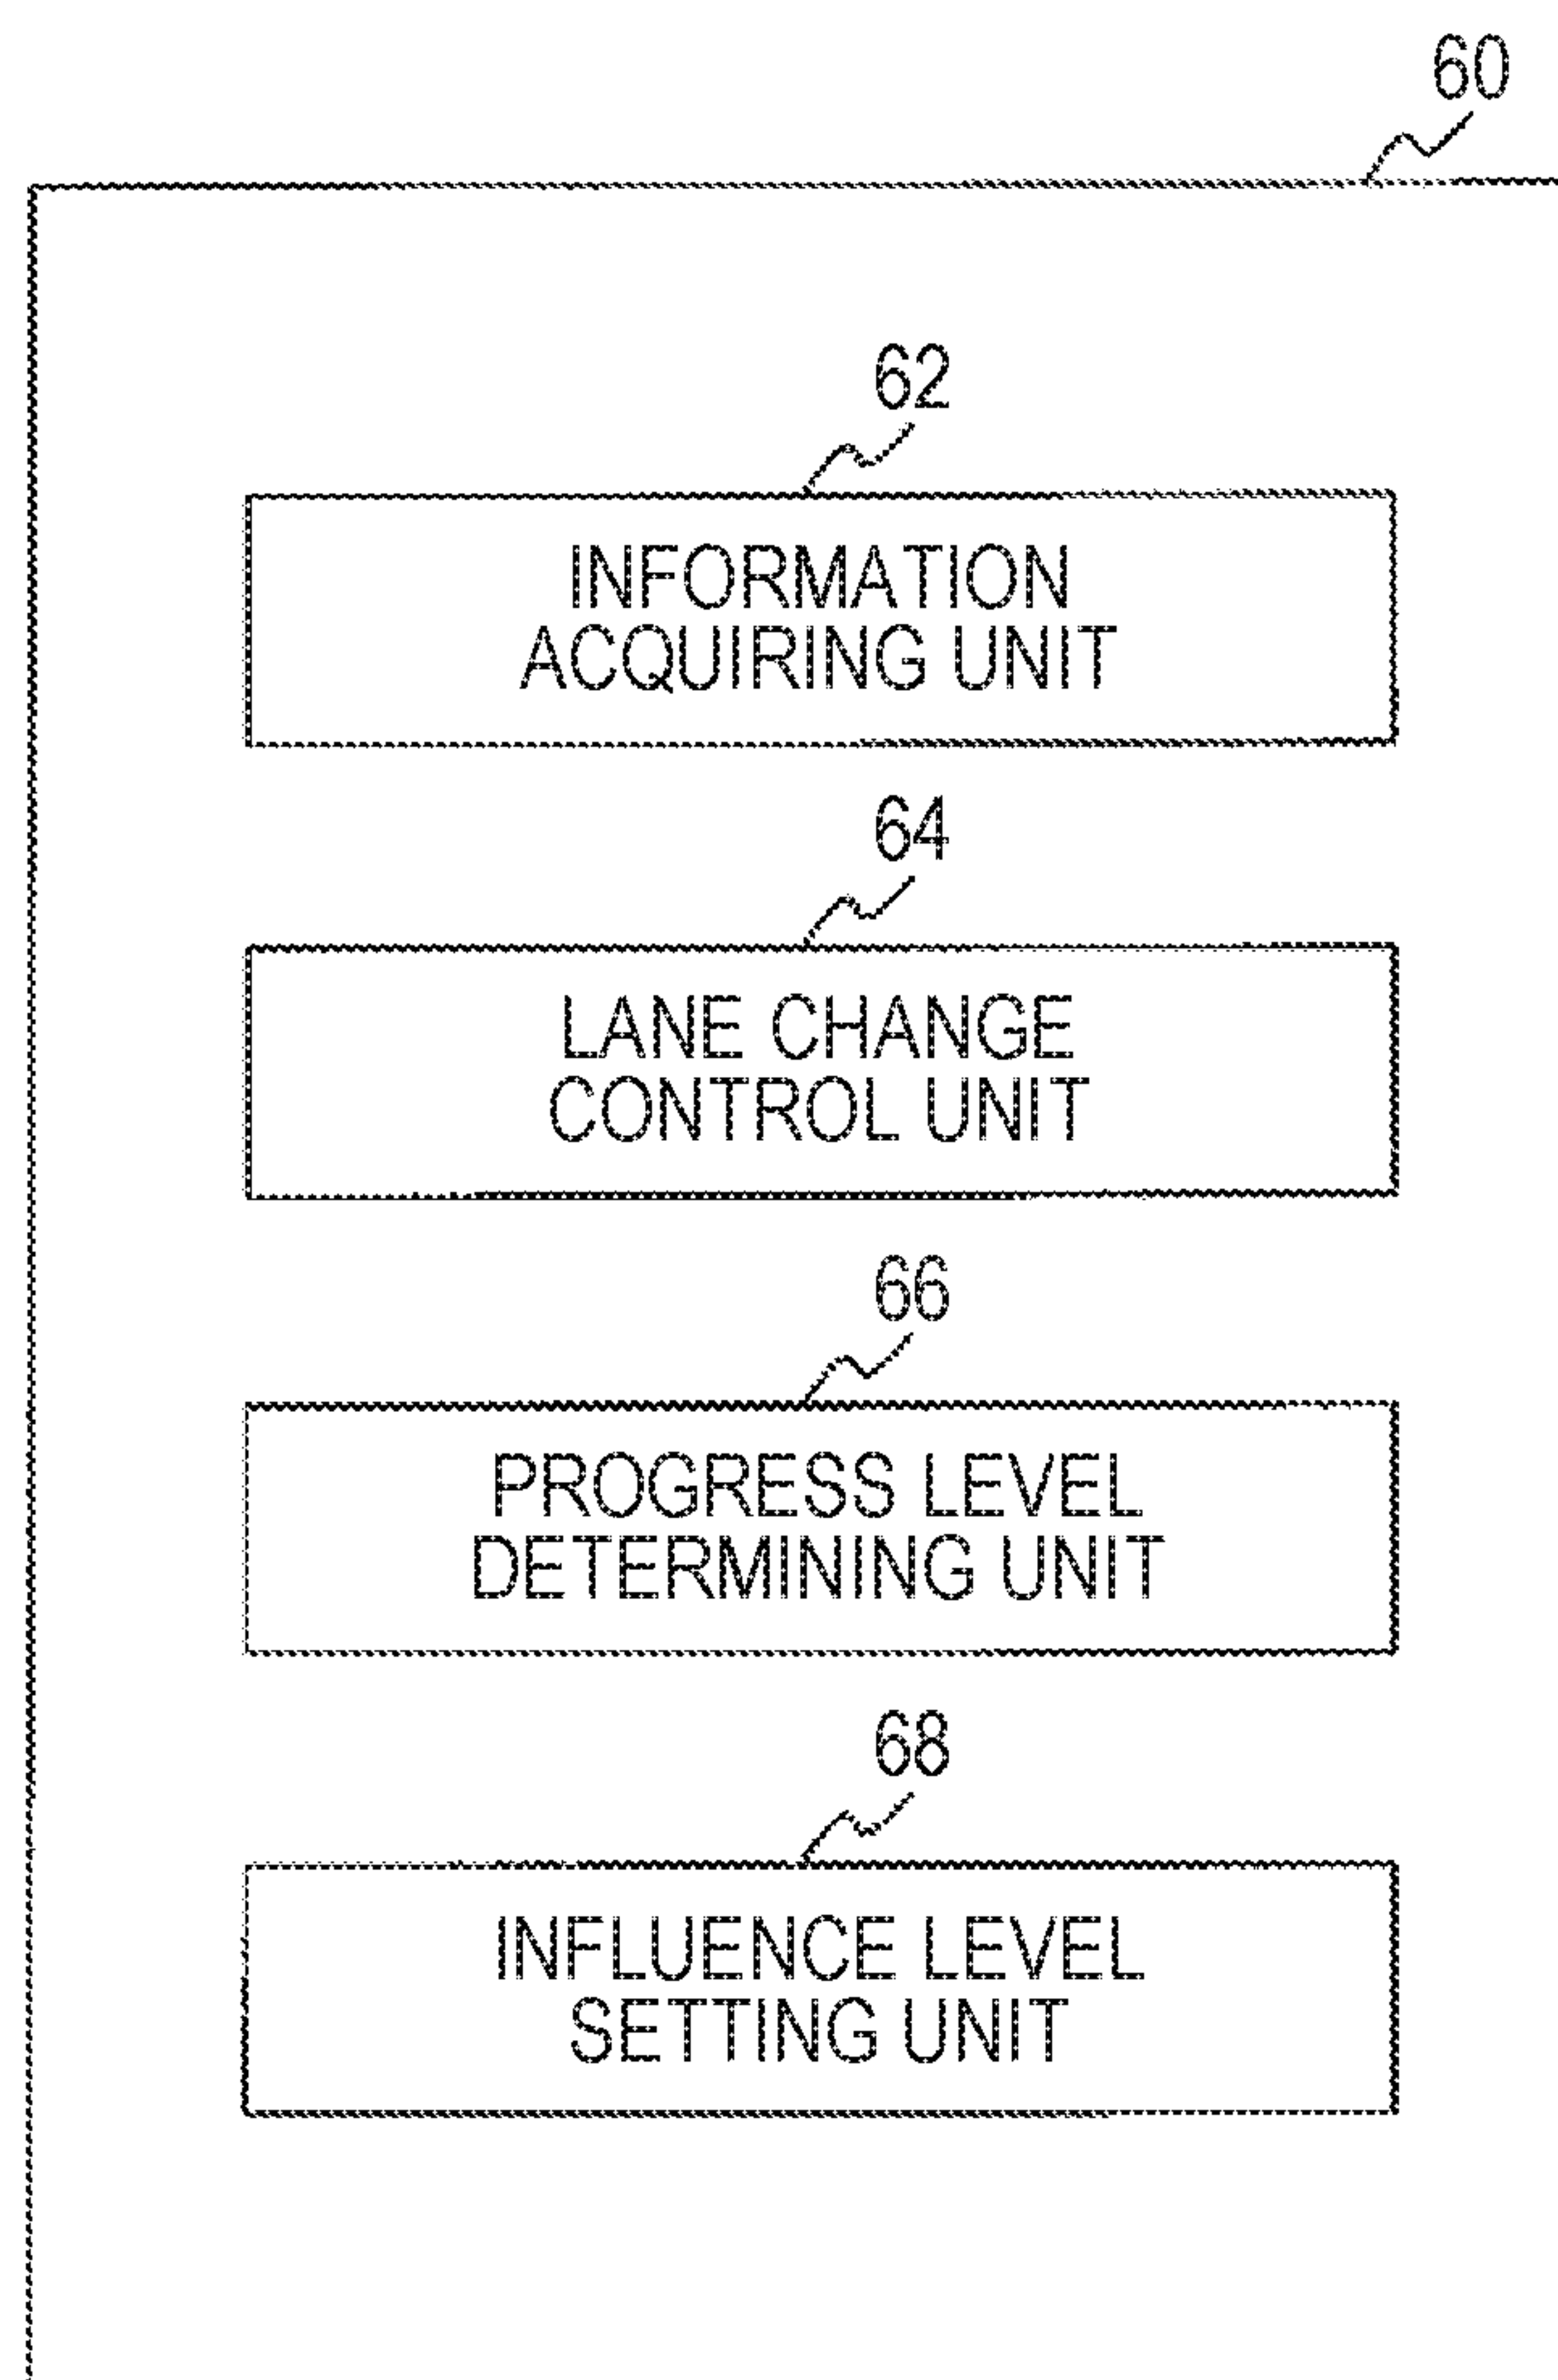 60
62
INFORMATION
ACQUIRING UNIT
64
LANE CHANGE
CONTROL UNIT
66
PROGRESS LEVEL
DETERMINING UNIT
68
INFLUENCE LEVEL
SETTING UNIT